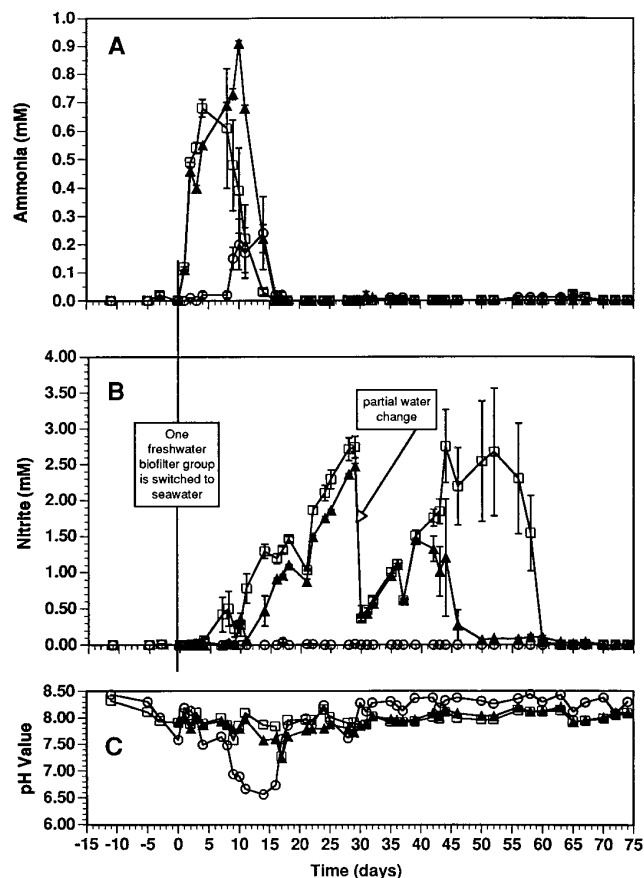 A
Ammonia (mM)
1.0
0.9
0.8
0.7
0.6
0.5
0.4
0.3
0.2
0.1
0.0
B
Nitrite (mM)
4.00
3.50
3.00
2.50
2.00
1.50
1.00
0.50
0.00
One
freshwater
biofilter group
is switched to
seawater
partial water
change
C
pH Value
8.50
8.00
7.50
7.00
6.50
6.00
-15 -10 -5 0 5 10 15 20 25 30 35 40 45 50 55 60 65 70 75
Time (days)